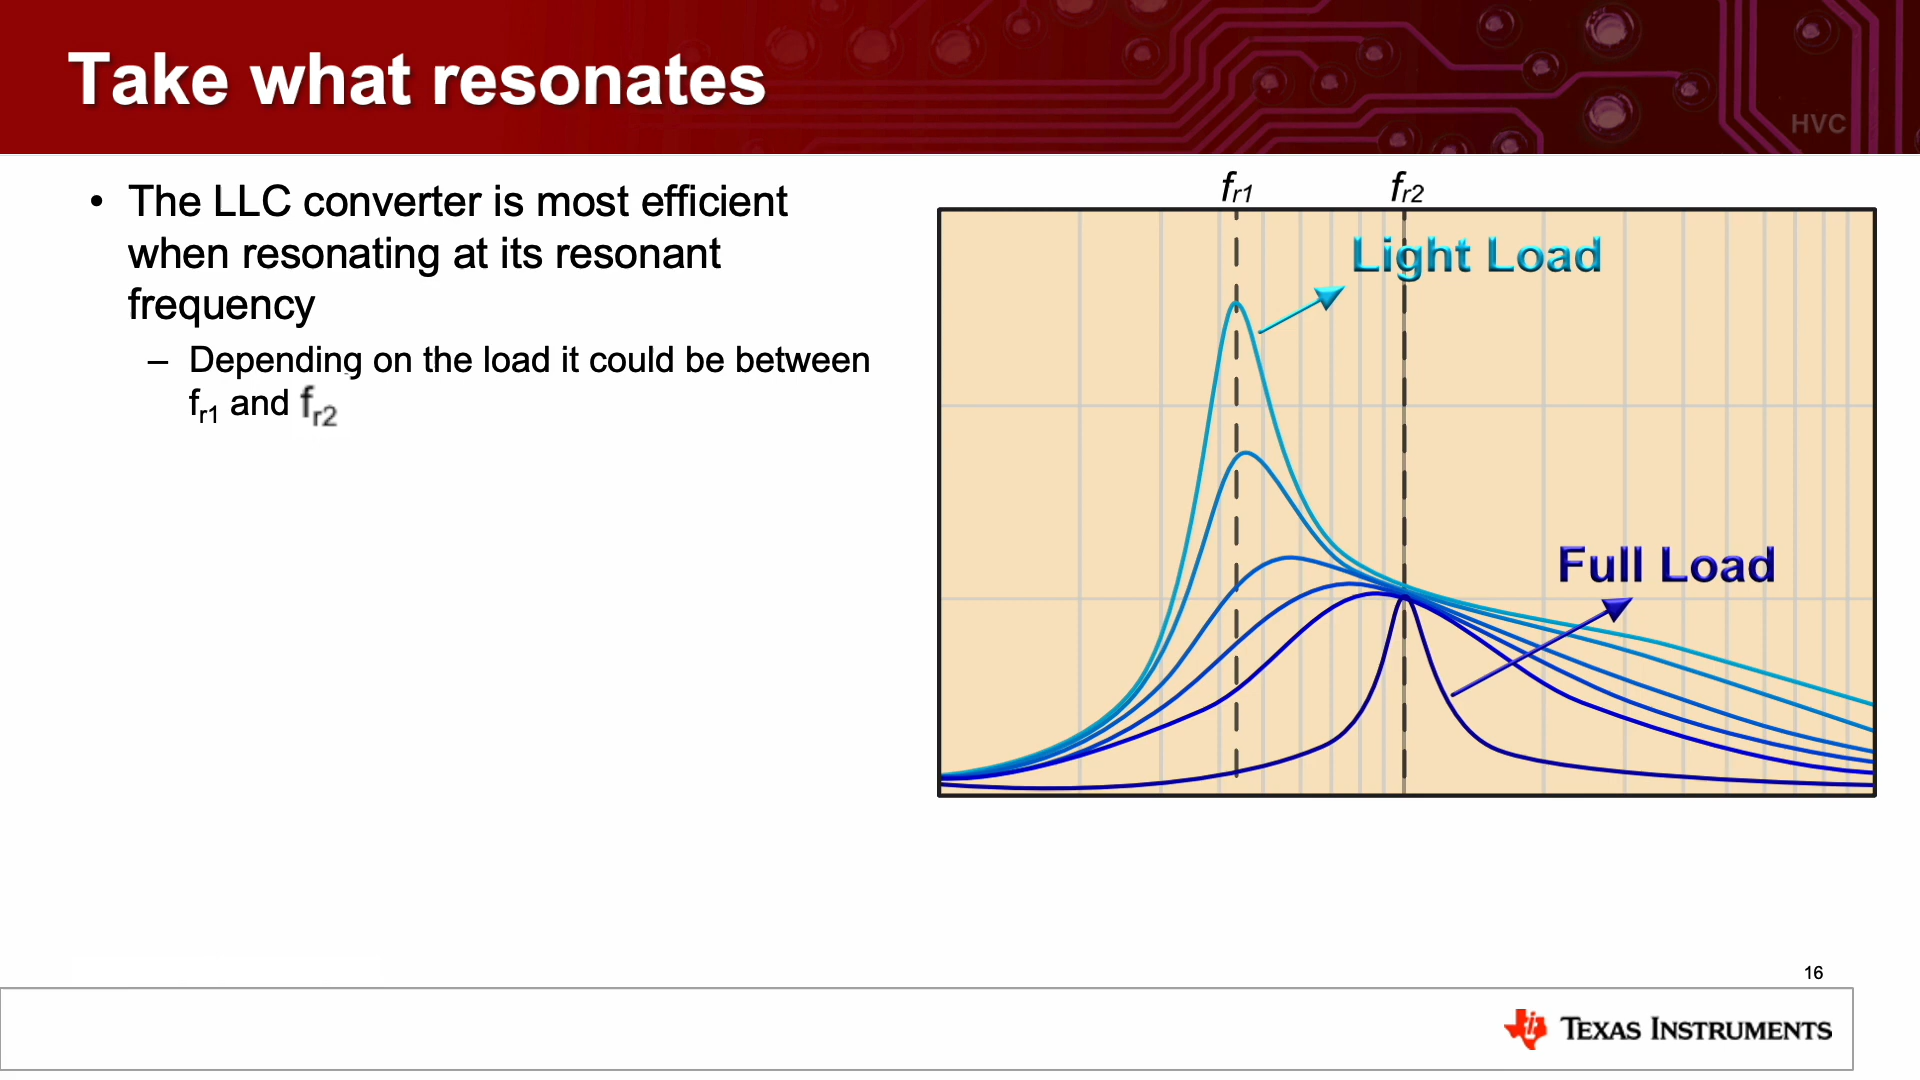 Take what resonates
HVC
• The LLC converter is most efficient
when resonating at its resonant
frequency
– Depending on the load it could be between
fr1 and fr2
fr1
fr2
Light Load
Full Load
16
TEXAS INSTRUMENTS